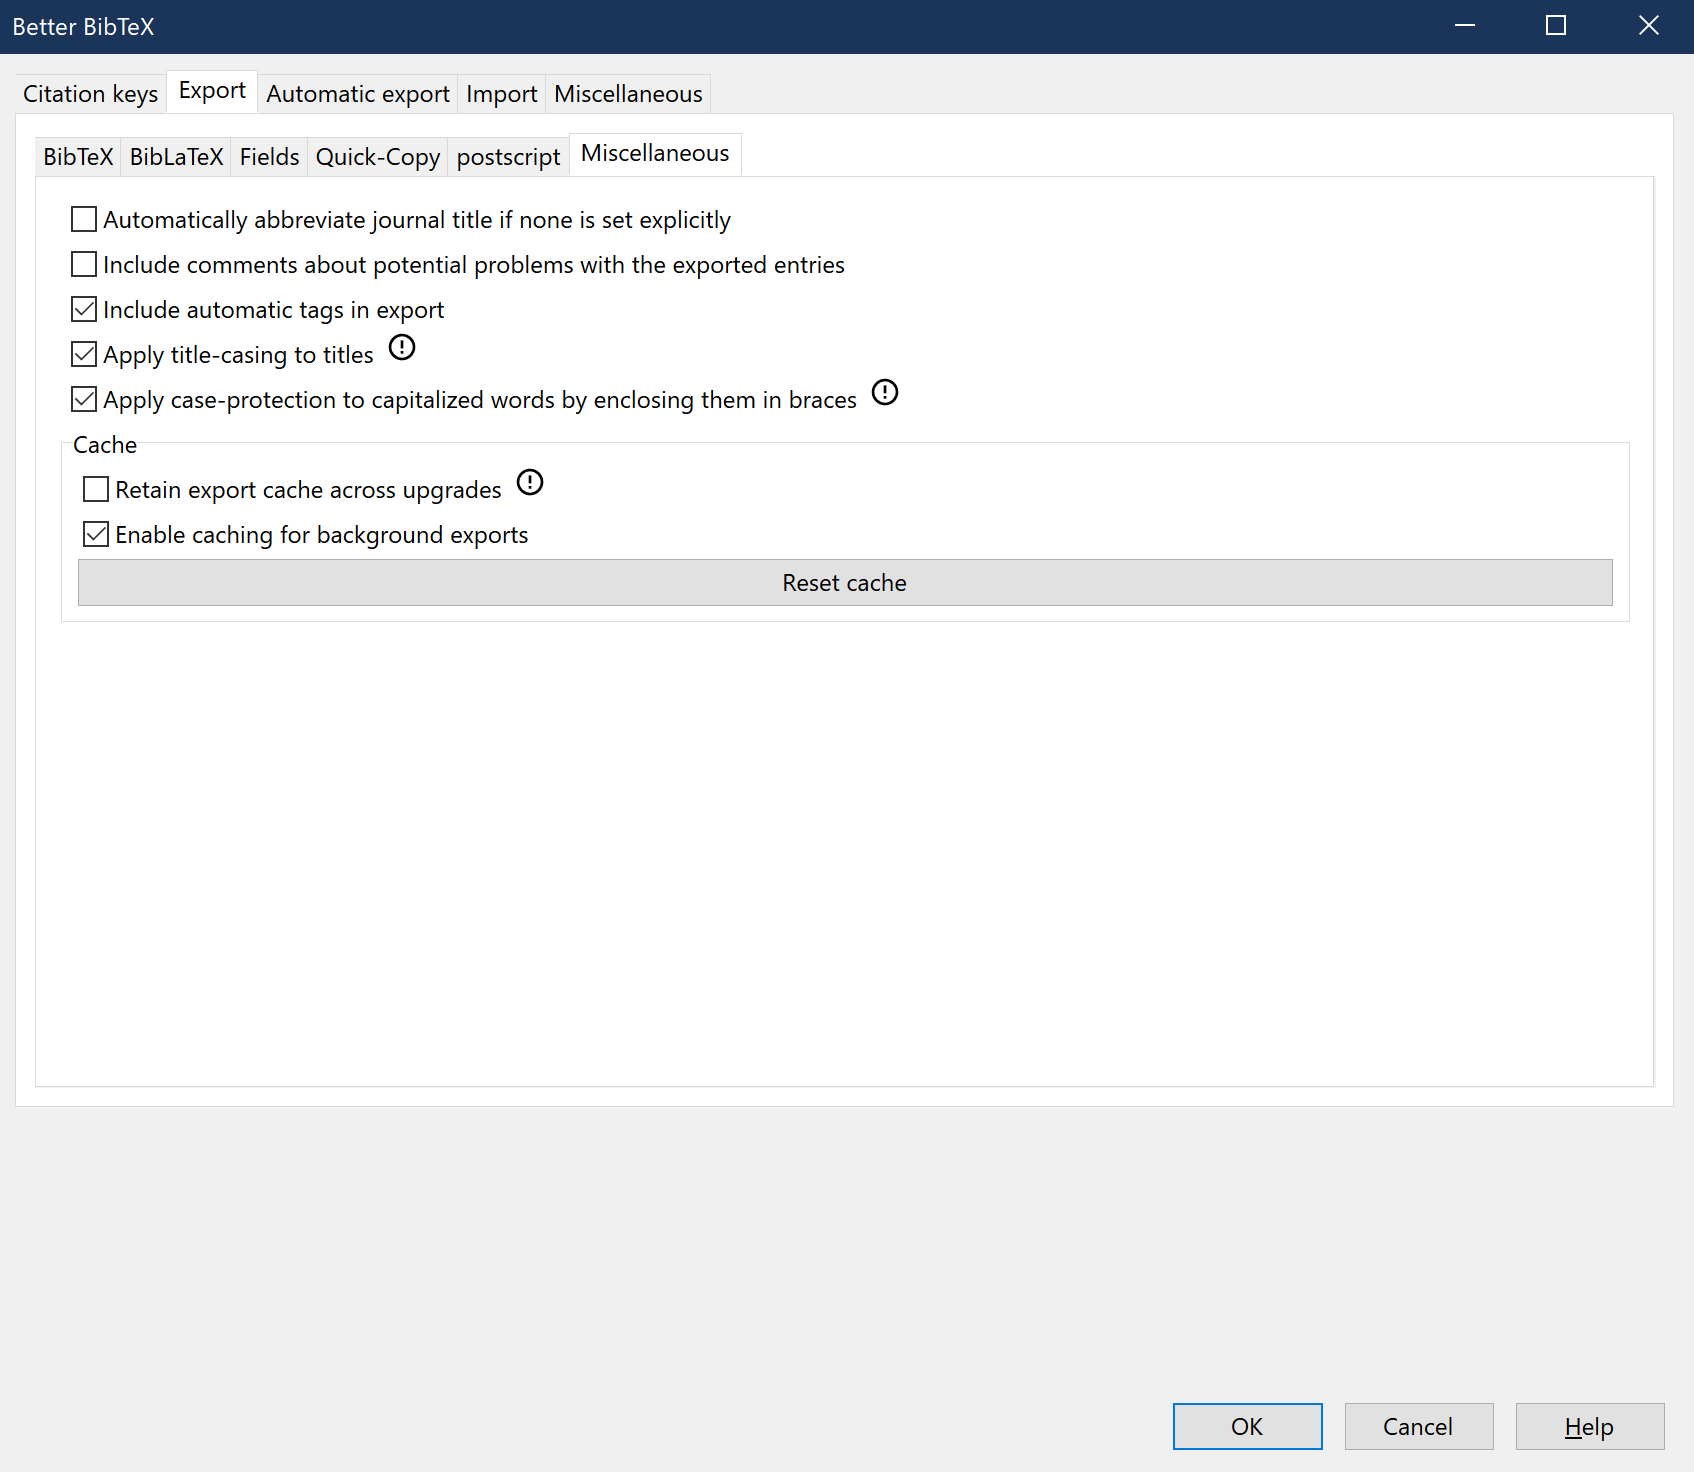 Better BibTeX
Citation keys Export Automatic export Import Miscellaneous
BibTeX BibLaTeX Fields Quick-Copy postscript Miscellaneous
Automatically abbreviate journal title if none is set explicitly
Include comments about potential problems with the exported entries
Include automatic tags in export
Apply title-casing to titles
Apply case-protection to capitalized words by enclosing them in braces
Cache
Retain export cache across upgrades
Enable caching for background exports
Reset cache
OK Cancel Help